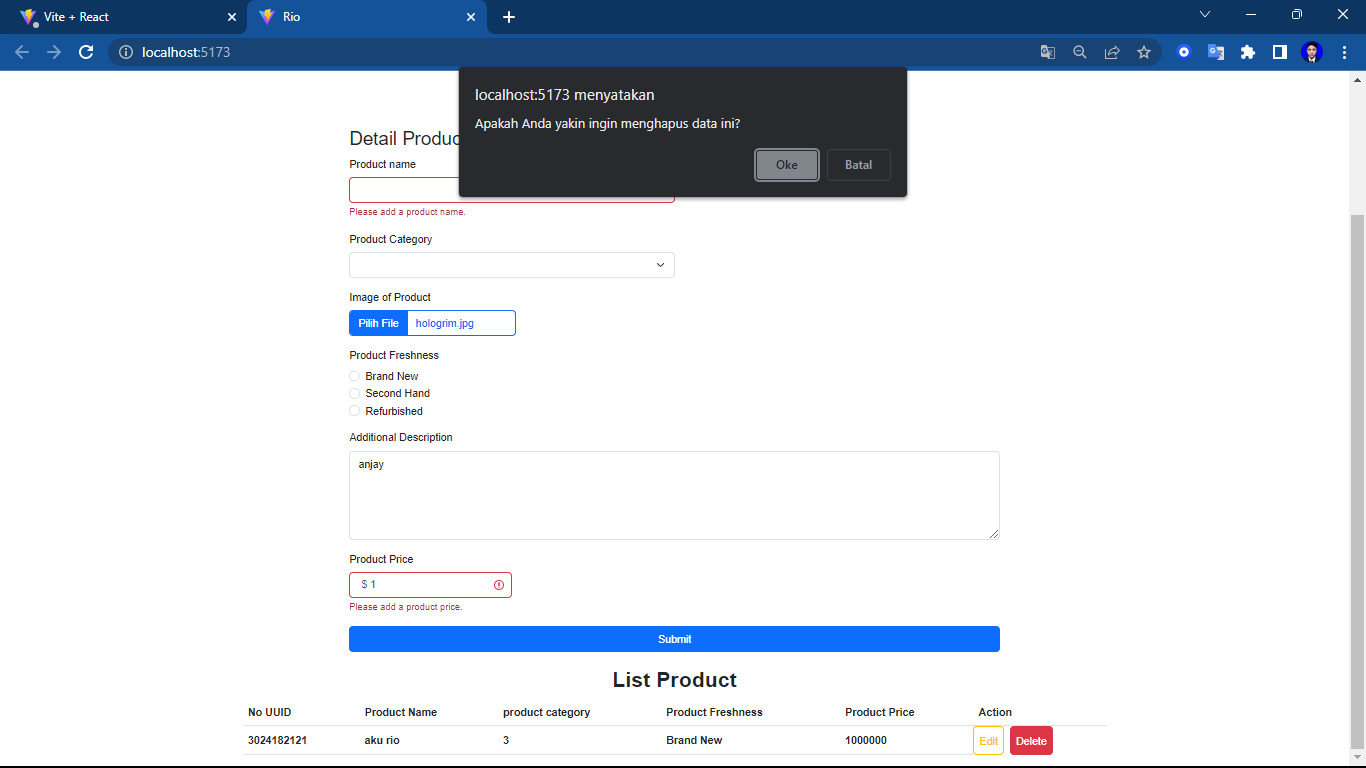 Vite + React
Rio
localhost:5173
localhost:5173 menyatakan
Apakah Anda yakin ingin menghapus data ini?
Oke Batal
Detail Produc
Product name
Please add a product name.
Product Category
Image of Product
Pilih File hologrim.jpg
Product Freshness
Brand New
Second Hand
Refurbished
Additional Description
anjay
Product Price
$ 1
Please add a product price.
Submit
List Product
No UUID Product Name product category Product Freshness Product Price Action
3024182121 aku rio 3 Brand New 1000000 Edit Delete